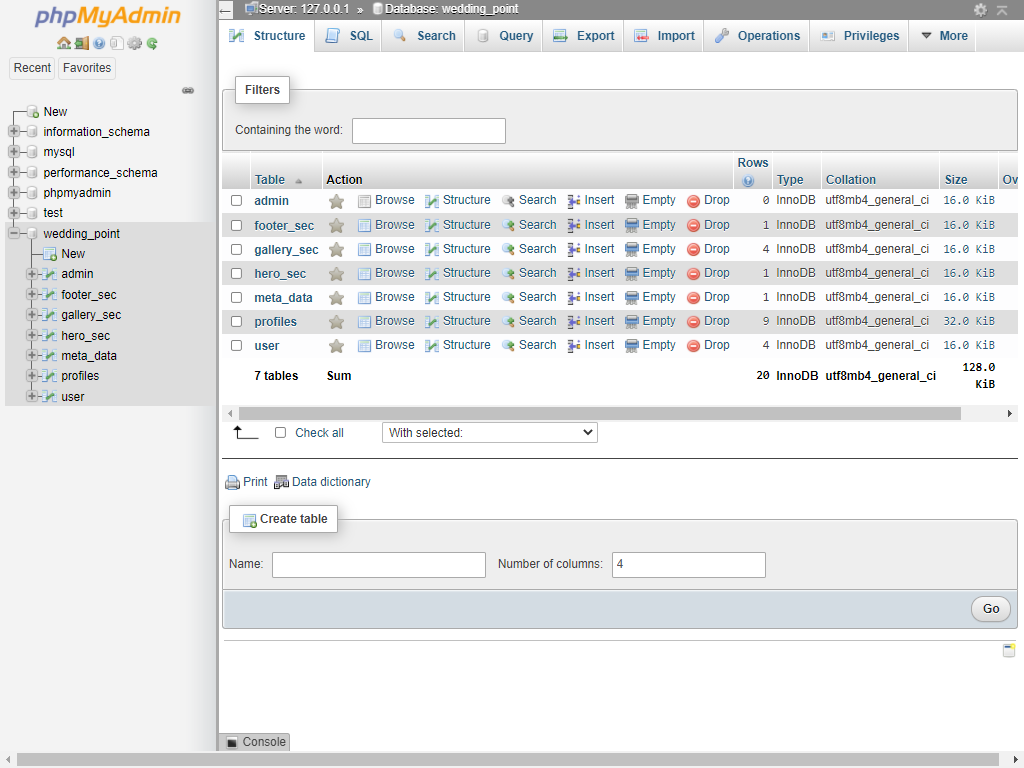 phpMyAdmin
Recent Favorites
New
information_schema
mysql
performance_schema
phpmyadmin
test
wedding_point
New
admin
footer_sec
gallery_sec
hero_sec
meta_data
profiles
user
Server: 127.0.0.1 » Database: wedding_point
Structure SQL Search Query Export Import Operations Privileges More
Filters
Containing the word:
Table Action Rows Type Collation Size Ov
admin Browse Structure Search Insert Empty Drop 0 InnoDB utf8mb4_general_ci 16.0 KiB
footer_sec Browse Structure Search Insert Empty Drop 1 InnoDB utf8mb4_general_ci 16.0 KiB
gallery_sec Browse Structure Search Insert Empty Drop 4 InnoDB utf8mb4_general_ci 16.0 KiB
hero_sec Browse Structure Search Insert Empty Drop 1 InnoDB utf8mb4_general_ci 16.0 KiB
meta_data Browse Structure Search Insert Empty Drop 1 InnoDB utf8mb4_general_ci 16.0 KiB
profiles Browse Structure Search Insert Empty Drop 9 InnoDB utf8mb4_general_ci 32.0 KiB
user Browse Structure Search Insert Empty Drop 4 InnoDB utf8mb4_general_ci 16.0 KiB
7 tables Sum 20 InnoDB utf8mb4_general_ci 128.0
KiB
Check all With selected:
Print Data dictionary
Create table
Name: Number of columns: 4
Go
Console